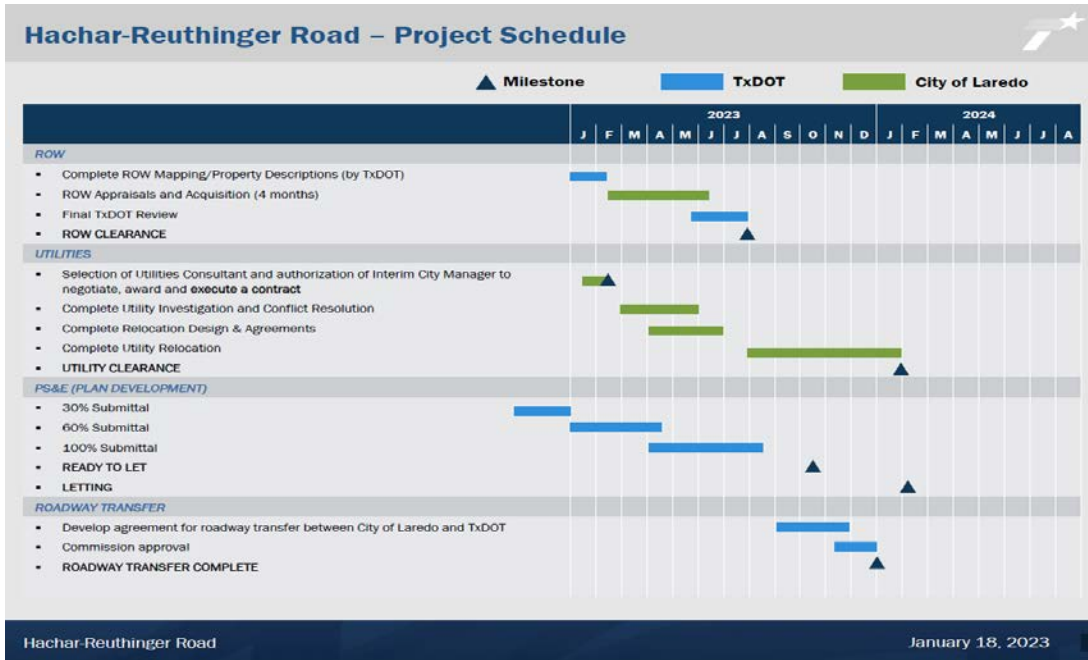 Hachar-Reuthinger Road – Project Schedule
Milestone TxDOT City of Laredo
2023 2024
J F M A M J J A S O N D J F M A M J J A
ROW
▪ Complete ROW Mapping/Property Descriptions (by TxDOT)
▪ ROW Appraisals and Acquisition (4 months)
▪ Final TxDOT Review
▪ ROW CLEARANCE
UTILITIES
▪ Selection of Utilities Consultant and authorization of Interim City Manager to
negotiate, award and execute a contract
▪ Complete Utility Investigation and Conflict Resolution
▪ Complete Relocation Design & Agreements
▪ Complete Utility Relocation
▪ UTILITY CLEARANCE
PS&E (PLAN DEVELOPMENT)
▪ 30% Submittal
▪ 60% Submittal
▪ 100% Submittal
▪ READY TO LET
▪ LETTING
ROADWAY TRANSFER
▪ Develop agreement for roadway transfer between City of Laredo and TxDOT
▪ Commission approval
▪ ROADWAY TRANSFER COMPLETE
Hachar-Reuthinger Road January 18, 2023